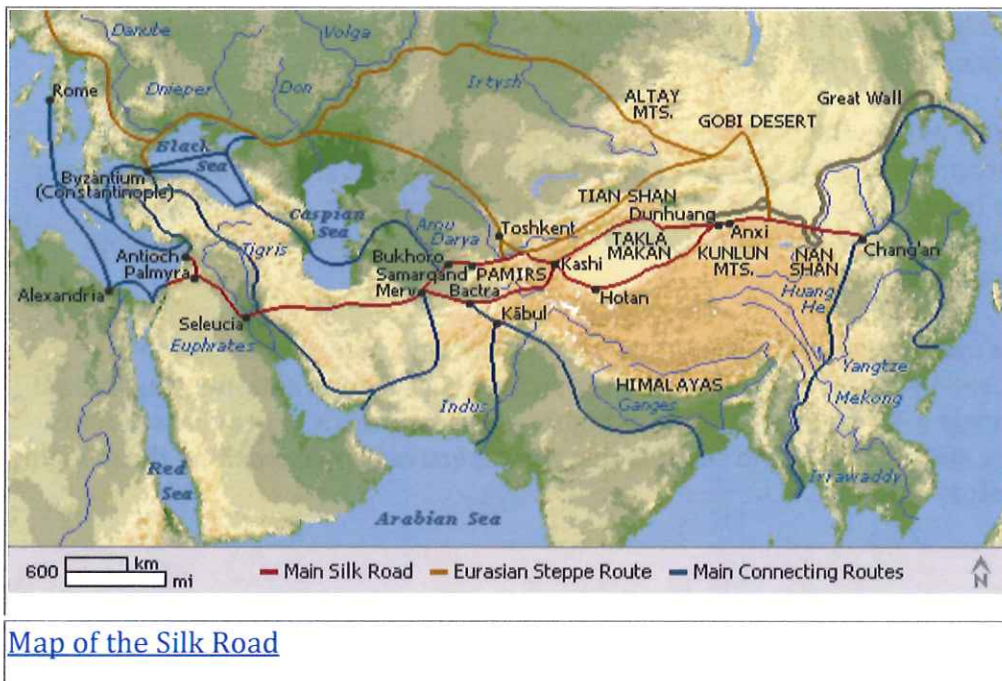 Danube
Volga
Dnieper
Don
Irtysh
Rome
ALTAY
MTS.
Great Wall
GOBI DESERT
Black
Sea
Byzantium
(Constantinople)
Caspian
Sea
TIAN SHAN
Dunhuang
Anxi
Toshkent
Amu
Darya
TAKLA
MAKAN
KUNLUN
MTS.
NAN
SHAN
Chang'an
Antioch
Palmyra
Tigris
Bukhoro
Samarqand
PAMIRS
Kashi
Merv
Bactra
Hotan
Huang
He
Alexandria
Seleucia
Euphrates
Kābul
HIMALAYAS
Yangtze
Indus
Ganges
Mekong
Irrawaddy
Red
Sea
Arabian Sea
600 km
mi
Main Silk Road Eurasian Steppe Route Main Connecting Routes
N
Map of the Silk Road